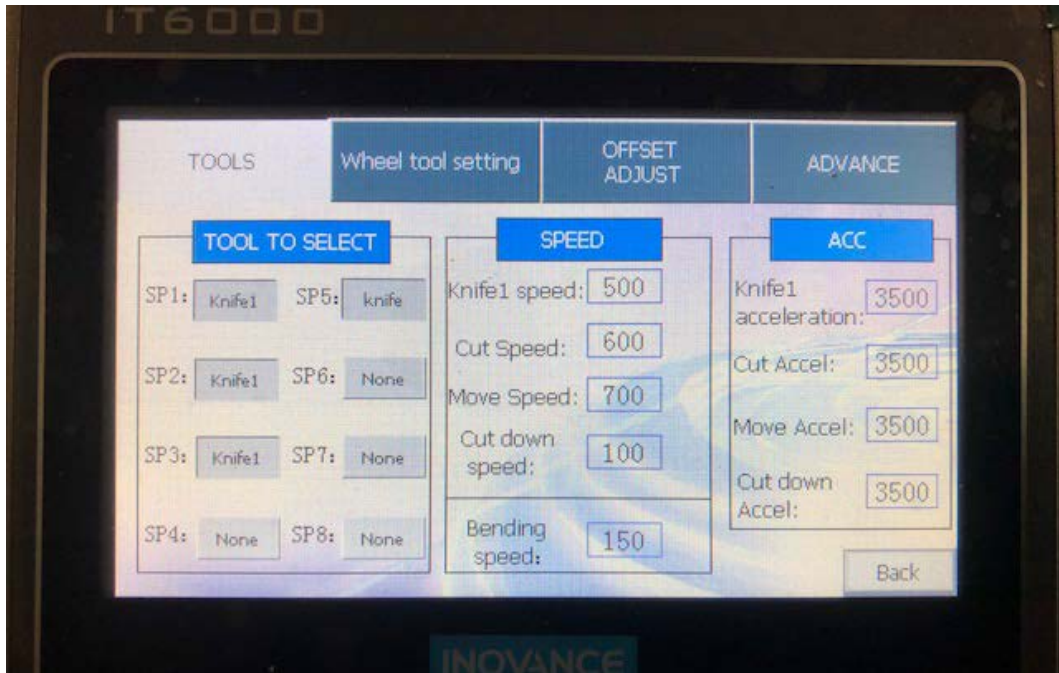 IT6000
TOOLS
Wheel tool setting
OFFSET
ADJUST
ADVANCE
TOOL TO SELECT
SP1: Knife1 SP5: knife
SP2: Knife1 SP6: None
SP3: Knife1 SP7: None
SP4: None SP8: None
SPEED
Knife1 speed: 500
Cut Speed: 600
Move Speed: 700
Cut down
speed: 100
Bending
speed: 150
ACC
Knife1
acceleration: 3500
Cut Accel: 3500
Move Accel: 3500
Cut down
Accel: 3500
Back
INOVANCE